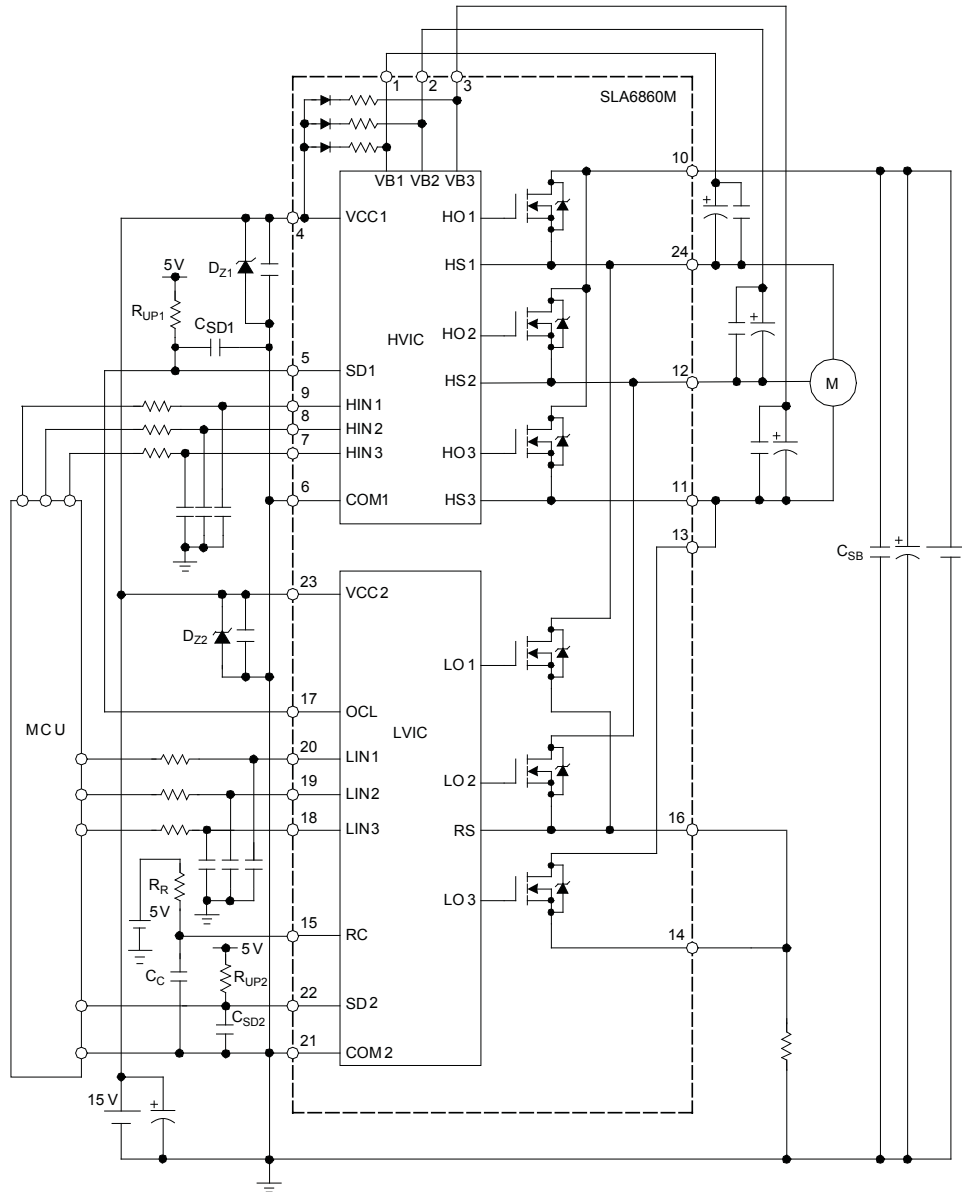 1 2 3
SLA6860M
VB1 VB2 VB3
10
4
VCC1
HO1
5V
DZ1
24
HS1
RUP1
CSD1
HO2
HVIC
5
SD1
HS2
12
M
9
HIN1
8
HIN2
7
HIN3
HO3
6
COM1
HS3
11
13
CSB
23
VCC2
DZ2
LO1
17
OCL
MCU
LVIC
20
LIN1
19
LIN2
LO2
18
LIN3
RS
16
RR
5V
LO3
15
RC
14
5V
CC
RUP2
22
SD2
CSD2
21
COM2
15V